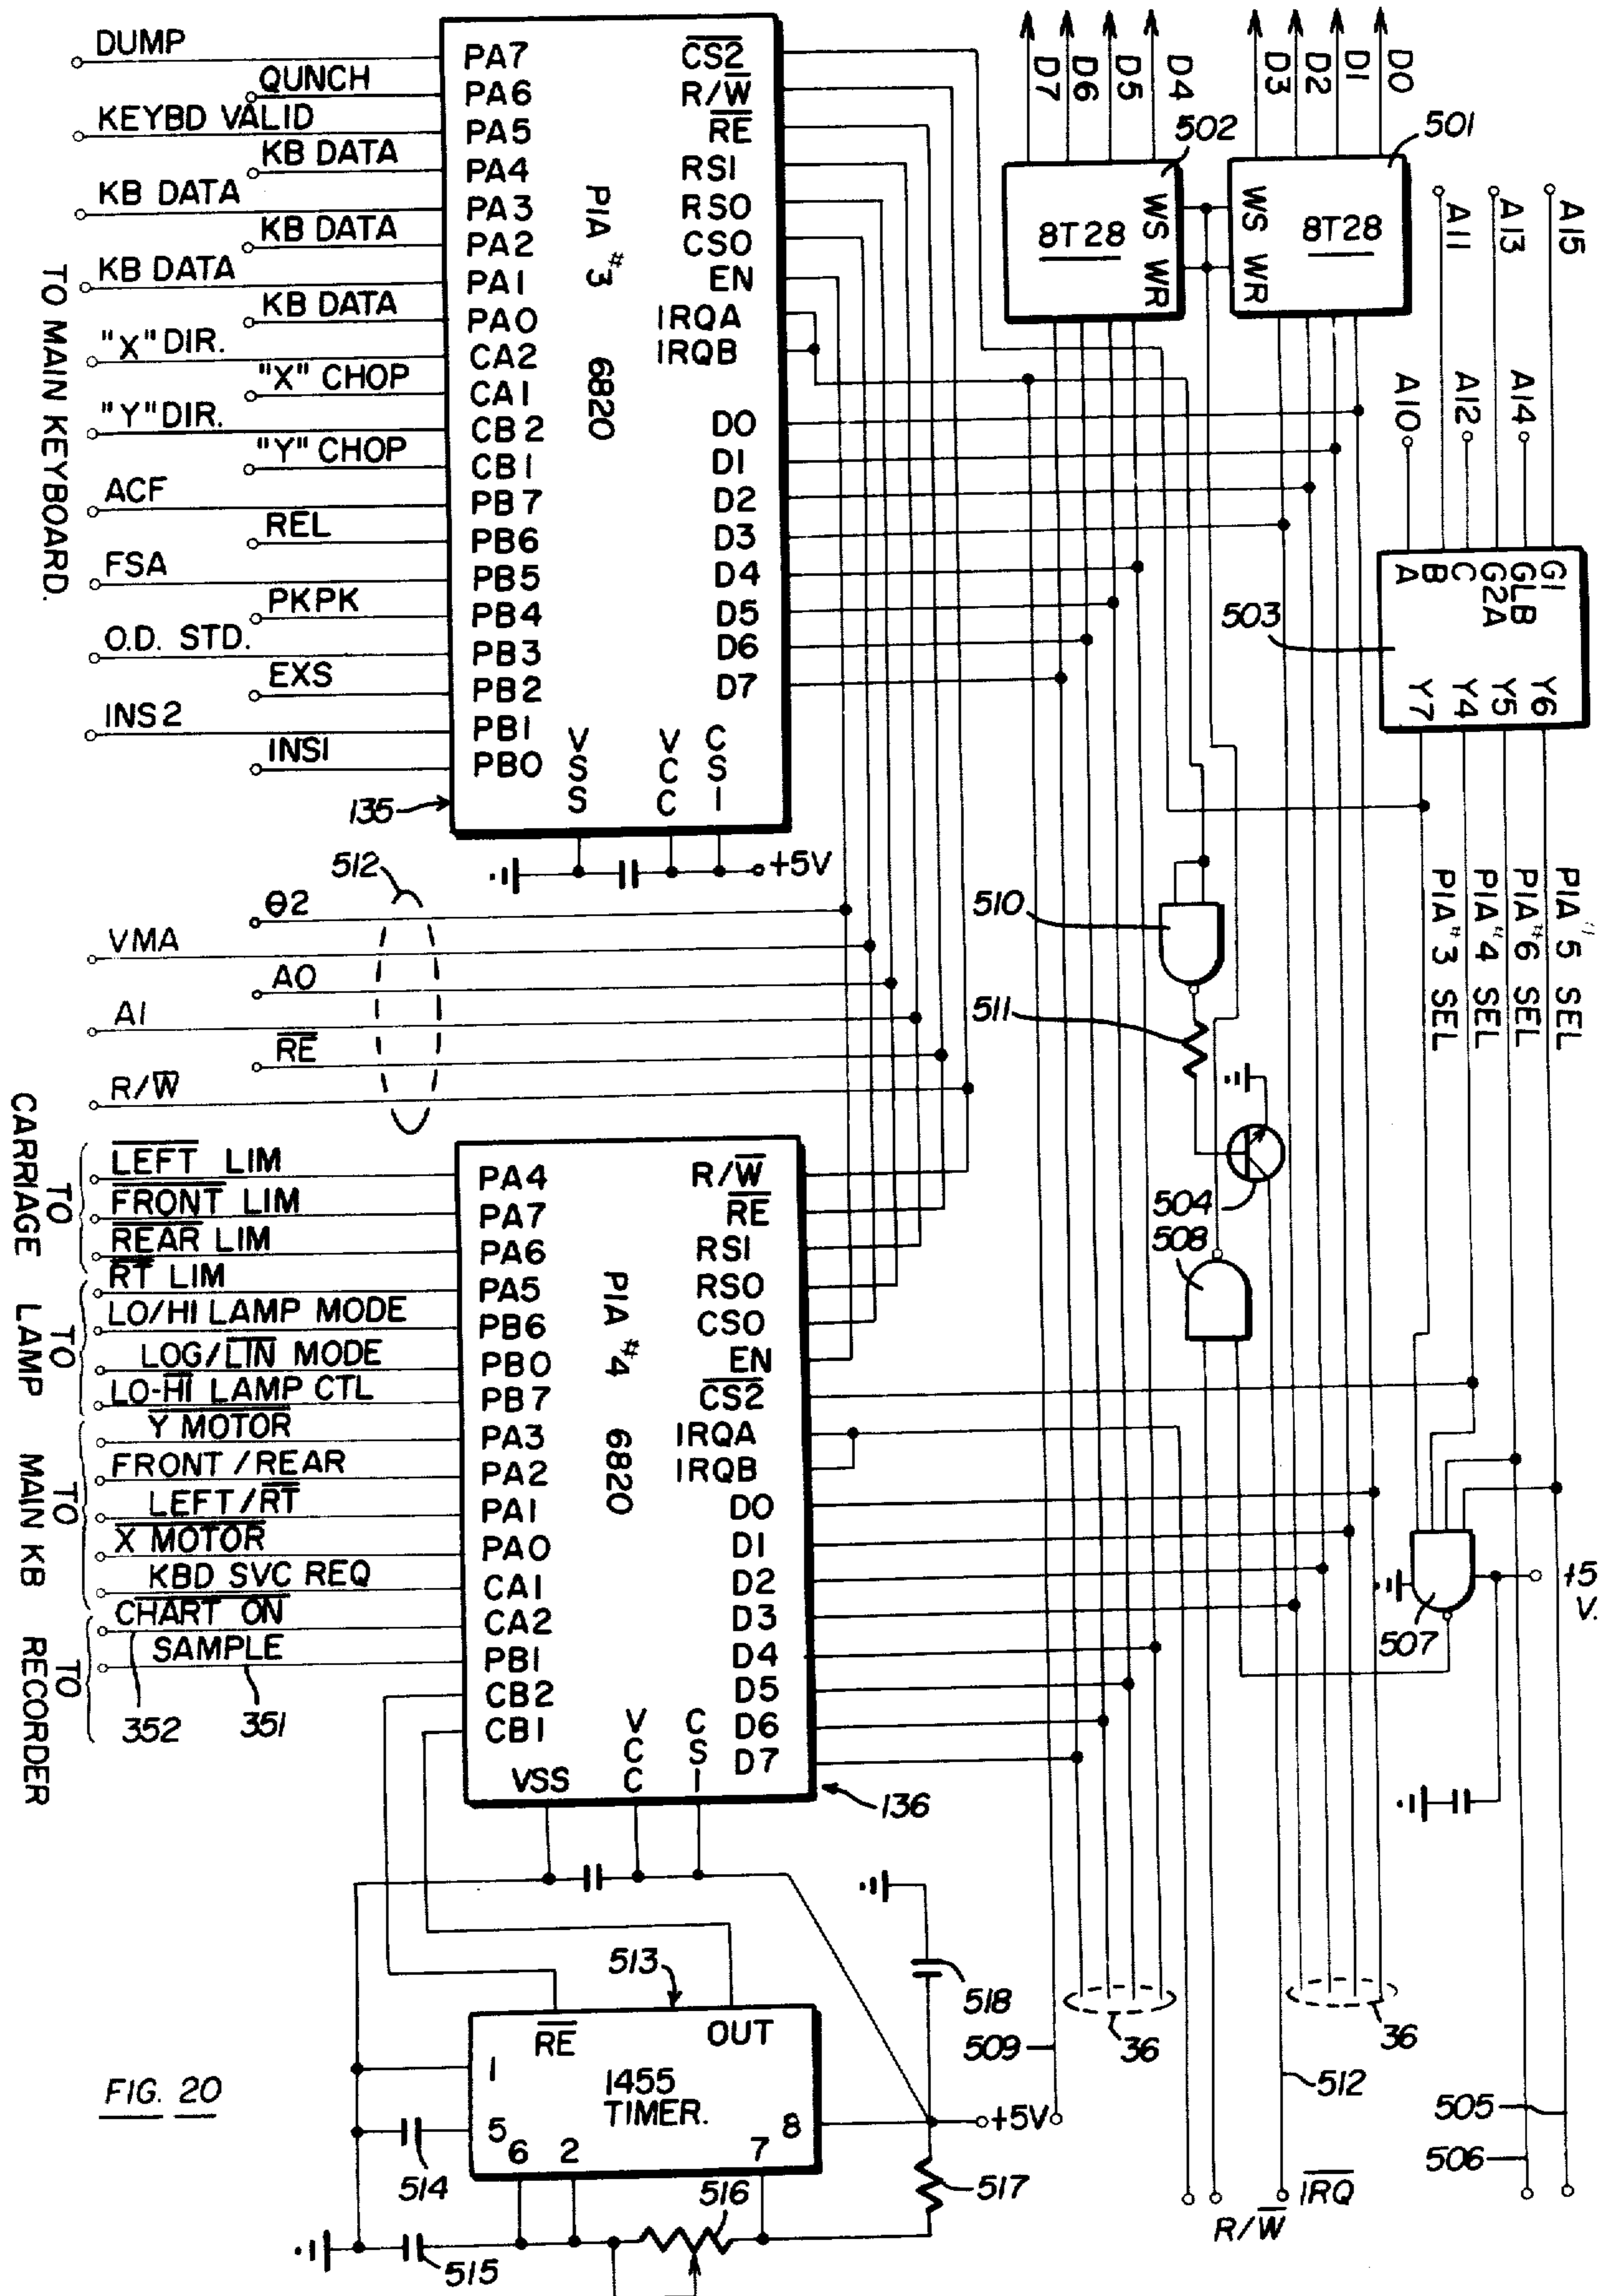 DUMP
QUNCH
KEYBD VALID
KB DATA
KB DATA
KB DATA
KB DATA
KB DATA
"X" DIR.
"X" CHOP
"Y" DIR.
"Y" CHOP
ACF
REL
FSA
PKPK
O.D. STD.
EXS
INS2
INS1
TO MAIN KEYBOARD.
PA7
PA6
PA5
PA4
PA3
PA2
PA1
PA0
CA2
CA1
CB2
CB1
PB7
PB6
PB5
PB4
PB3
PB2
PB1
PB0
PIA #3 6820
CS2
R/W
RE
RS1
RS0
CS0
EN
IRQA
IRQB
D0
D1
D2
D3
D4
D5
D6
D7
VSS
VCC
CS1
135
+5V
D7
D6
D5
D4
D3
D2
D1
D0
502
501
WS WR
8T28
WS WR
8T28
A11
A13
A15
A10
A12
A14
503
A
B
C
G2A
GLB
G1
Y7
Y4
Y5
Y6
PIA #3 SEL
PIA #4 SEL
PIA #6 SEL
PIA #5 SEL
512
θ2
VMA
A0
A1
RE
R/W
510
511
504
508
507
+5
V.
LEFT LIM
FRONT LIM
REAR LIM
RT LIM
LO/HI LAMP MODE
LOG/LIN MODE
LO-HI LAMP CTL
Y MOTOR
FRONT/REAR
LEFT/RT
X MOTOR
KBD SVC REQ
CHART ON
SAMPLE
352
351
TO CARRIAGE
TO LAMP
TO MAIN KB
TO RECORDER
PA4
PA7
PA6
PA5
PB6
PB0
PB7
PA3
PA2
PA1
PA0
CA1
CA2
PB1
CB2
CB1
PIA #4 6820
R/W
RE
RS1
RS0
CS0
EN
CS2
IRQA
IRQB
D0
D1
D2
D3
D4
D5
D6
D7
VSS
VCC
CS1
136
513
518
RE
OUT
1455
TIMER.
1
5
6
2
7
8
+5V
514
515
516
517
509
36
36
512
505
506
IRQ
R/W
FIG. 20